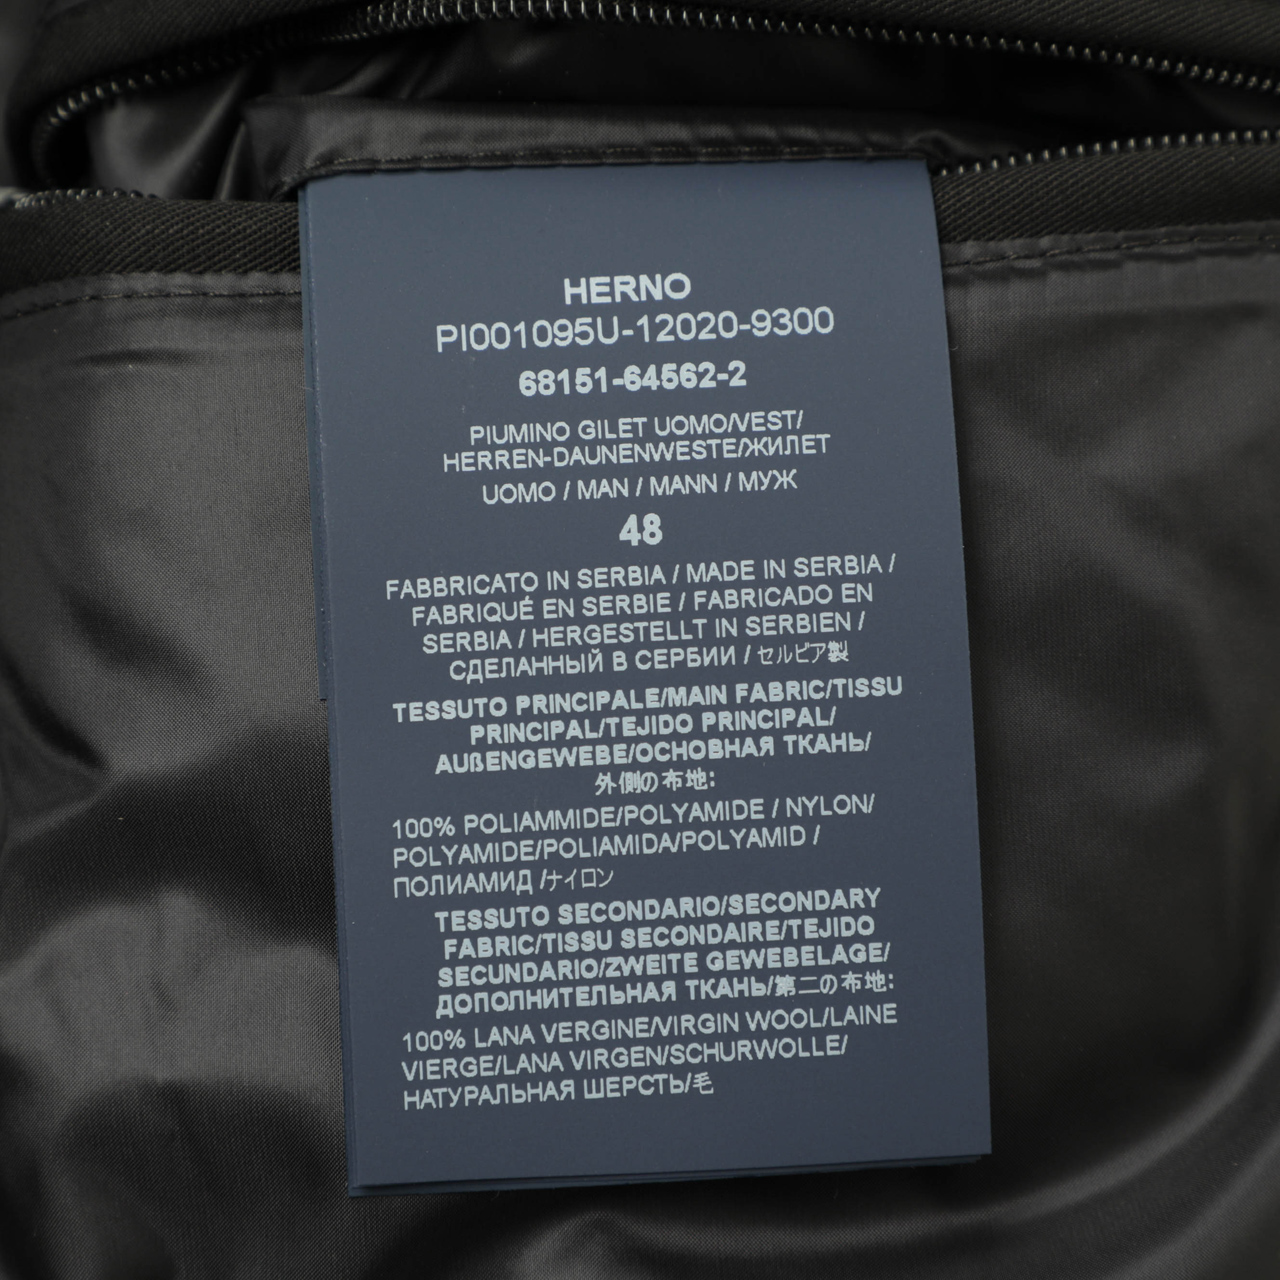 HERNO
PI001095U-12020-9300
68151-64562-2
PIUMINO GILET UOMO/VEST/
HERREN-DAUNENWESTE/ЖИЛЕТ
UOMO / MAN / MANN / МУЖ
48
FABBRICATO IN SERBIA / MADE IN SERBIA /
FABRIQUÉ EN SERBIE / FABRICADO EN
SERBIA / HERGESTELLT IN SERBIEN /
СДЕЛАННЫЙ В СЕРБИИ / セルビア製
TESSUTO PRINCIPALE/MAIN FABRIC/TISSU
PRINCIPAL/TEJIDO PRINCIPAL/
AUßENGEWEBE/ОСНОВНАЯ ТКАНЬ/
外側の布地:
100% POLIAMMIDE/POLYAMIDE / NYLON/
POLYAMIDE/POLIAMIDA/POLYAMID /
ПОЛИАМИД /ナイロン
TESSUTO SECONDARIO/SECONDARY
FABRIC/TISSU SECONDAIRE/TEJIDO
SECUNDARIO/ZWEITE GEWEBELAGE/
ДОПОЛНИТЕЛЬНАЯ ТКАНЬ/第二の布地:
100% LANA VERGINE/VIRGIN WOOL/LAINE
VIERGE/LANA VIRGEN/SCHURWOLLE/
НАТУРАЛЬНАЯ ШЕРСТЬ/毛